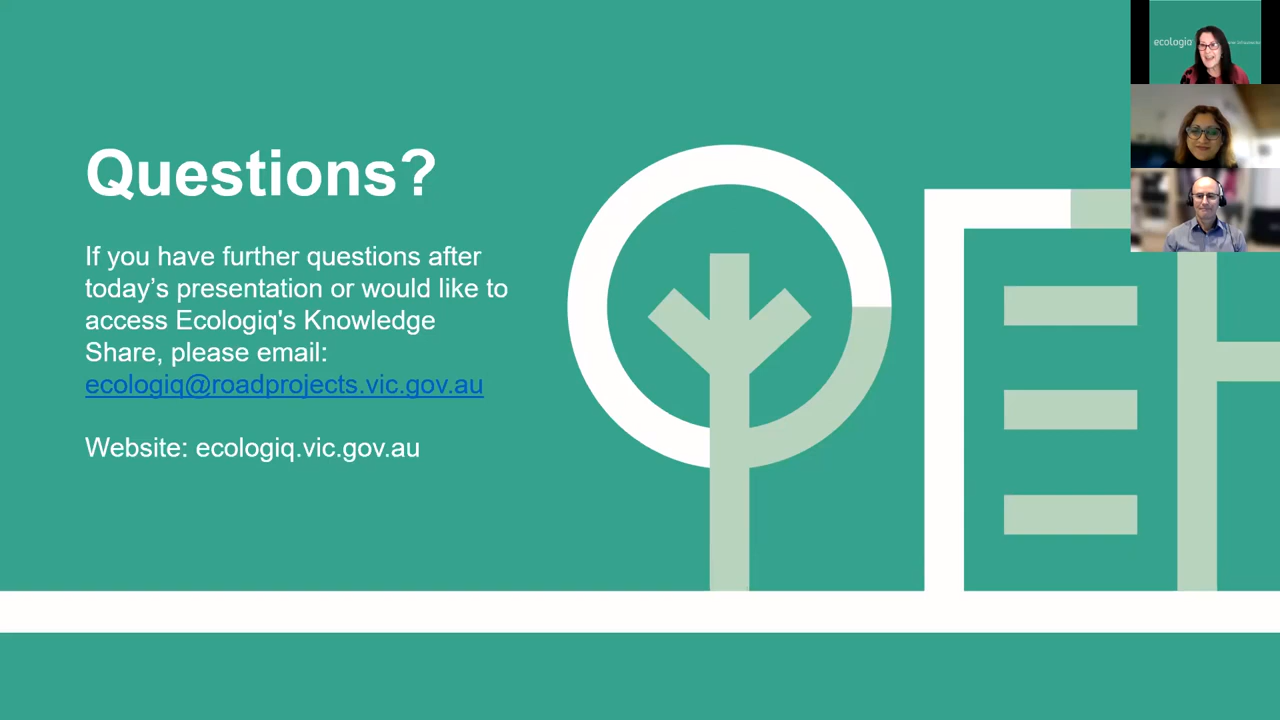 Questions?
If you have further questions after
today’s presentation or would like to
access Ecologiq's Knowledge
Share, please email:
ecologiq@roadprojects.vic.gov.au
Website: ecologiq.vic.gov.au
ecologiq